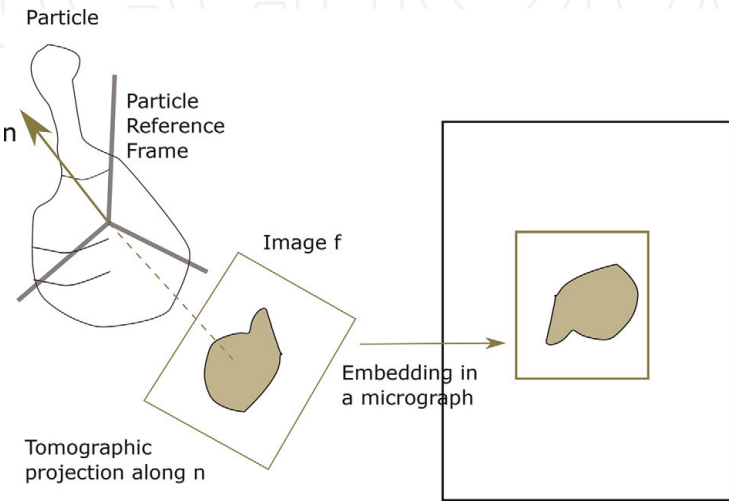 Particle
Particle
Reference
Frame
n
Image f
Embedding in
a micrograph
Tomographic
projection along n